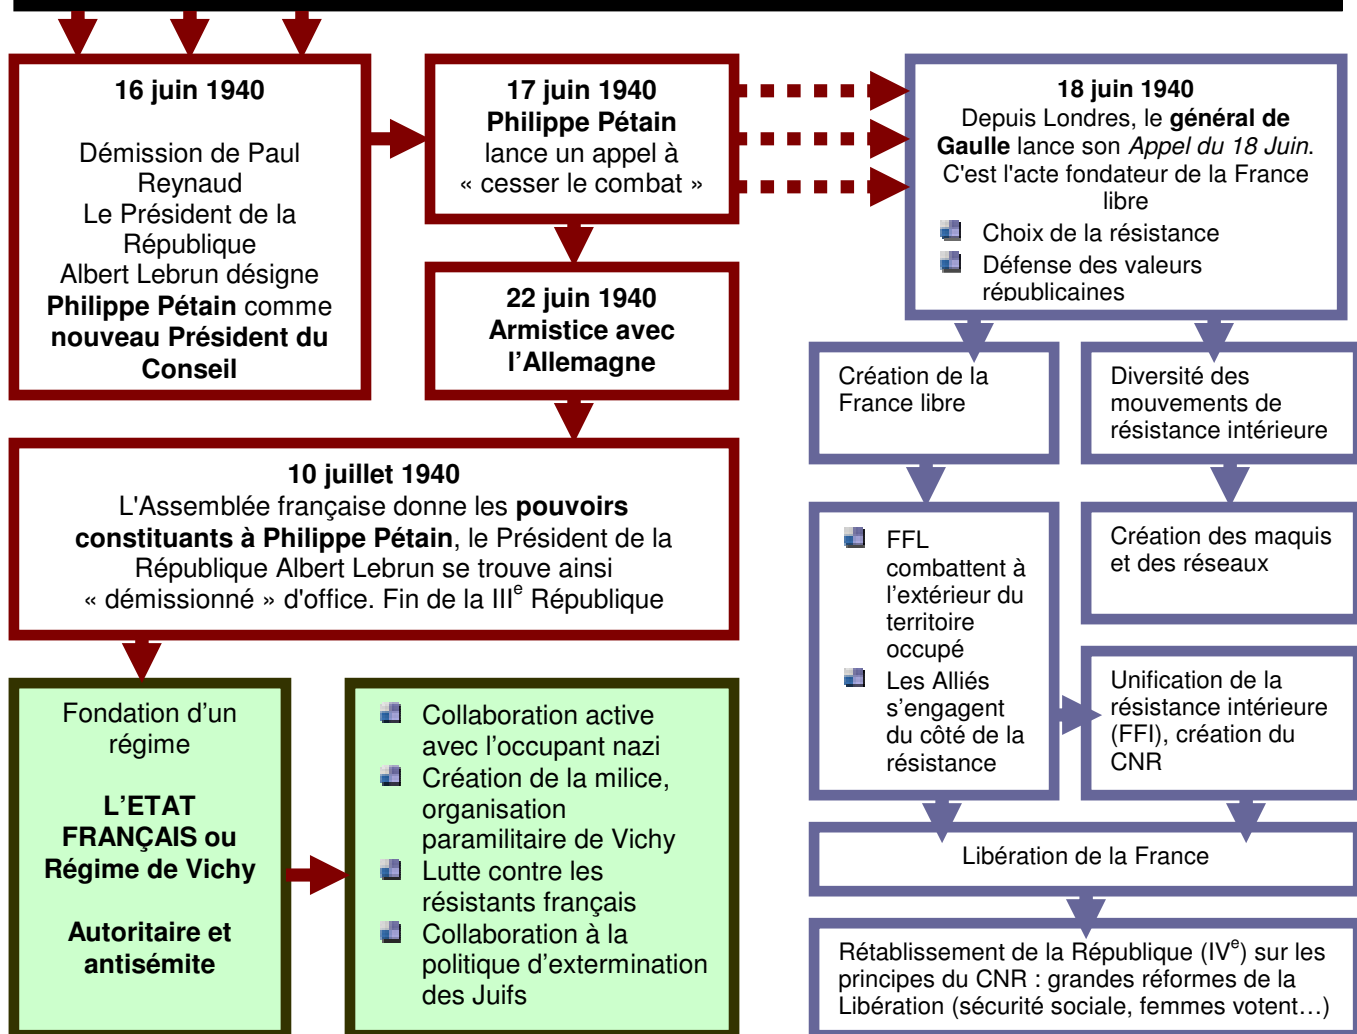 16 juin 1940
Démission de Paul
Reynaud
Le Président de la
République
Albert Lebrun désigne
Philippe Pétain comme
nouveau Président du
Conseil
17 juin 1940
Philippe Pétain
lance un appel à
« cesser le combat »
22 juin 1940
Armistice avec
l’Allemagne
10 juillet 1940
L'Assemblée française donne les pouvoirs
constituants à Philippe Pétain, le Président de la
République Albert Lebrun se trouve ainsi
« démissionné » d'office. Fin de la IIIe République
Fondation d’un
régime
L’ETAT
FRANÇAIS ou
Régime de Vichy
Autoritaire et
antisémite
Collaboration active
avec l’occupant nazi
Création de la milice,
organisation
paramilitaire de Vichy
Lutte contre les
résistants français
Collaboration à la
politique d’extermination
des Juifs
18 juin 1940
Depuis Londres, le général de
Gaulle lance son Appel du 18 Juin.
C'est l'acte fondateur de la France
libre
Choix de la résistance
Défense des valeurs
républicaines
Création de la
France libre
Diversité des
mouvements de
résistance intérieure
FFL
combattent à
l’extérieur du
territoire
occupé
Les Alliés
s’engagent
du côté de la
résistance
Création des maquis
et des réseaux
Unification de la
résistance intérieure
(FFI), création du
CNR
Libération de la France
Rétablissement de la République (IVe) sur les
principes du CNR : grandes réformes de la
Libération (sécurité sociale, femmes votent…)